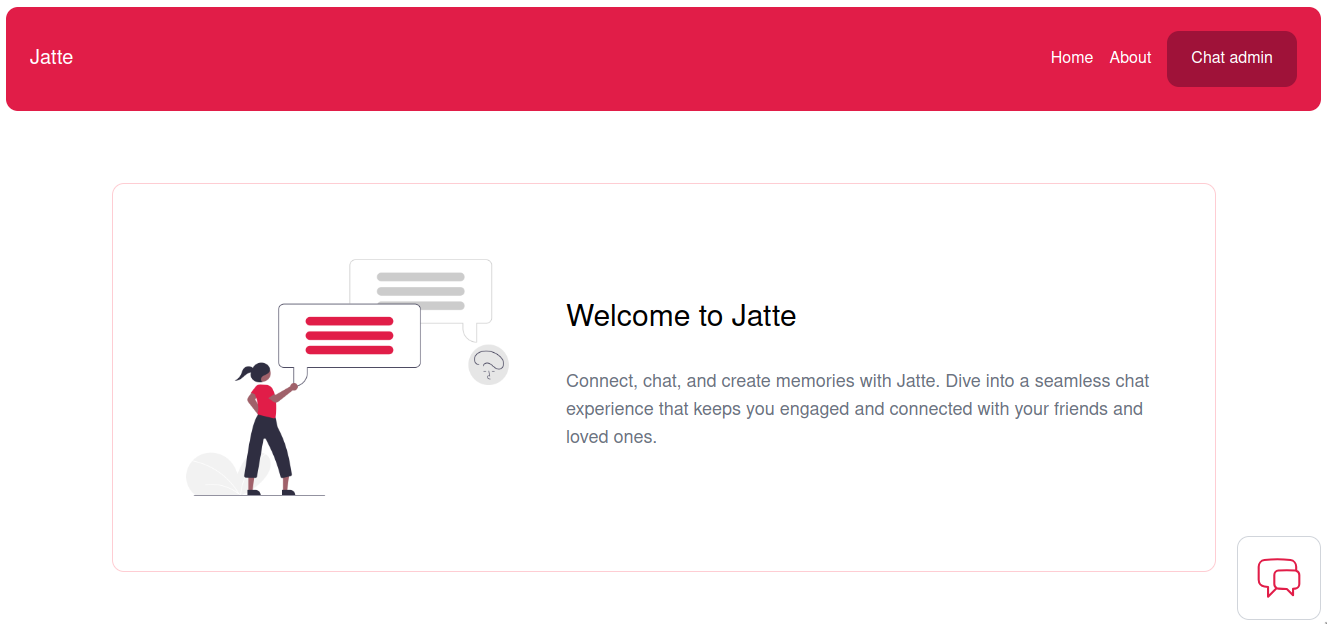 Jatte
Home About Chat admin
Welcome to Jatte
Connect, chat, and create memories with Jatte. Dive into a seamless chat
experience that keeps you engaged and connected with your friends and
loved ones.